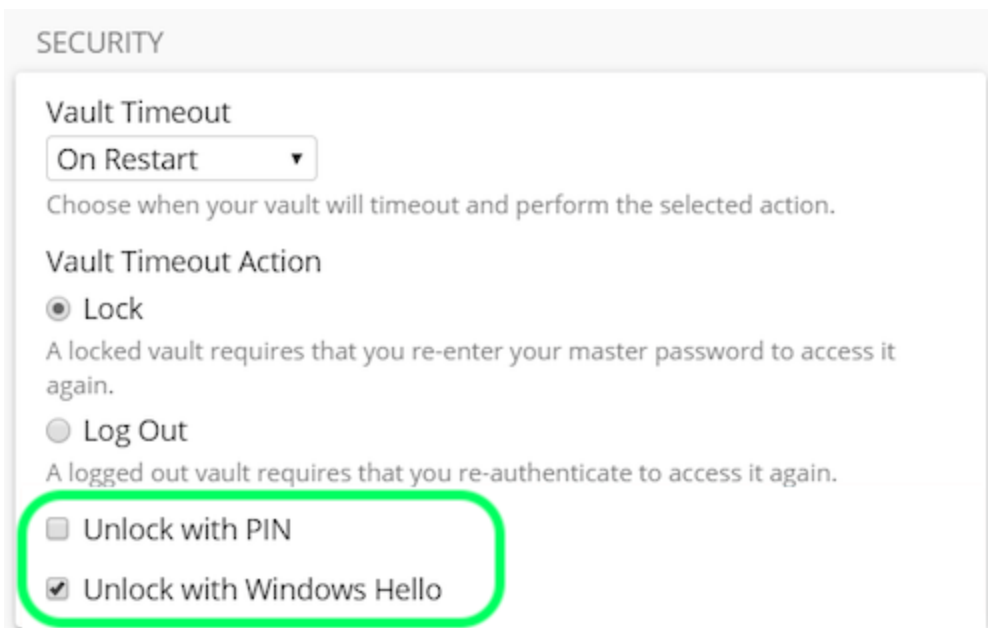 SECURITY
Vault Timeout
On Restart
Choose when your vault will timeout and perform the selected action.
Vault Timeout Action
Lock
A locked vault requires that you re-enter your master password to access it
again.
Log Out
A logged out vault requires that you re-authenticate to access it again.
Unlock with PIN
Unlock with Windows Hello